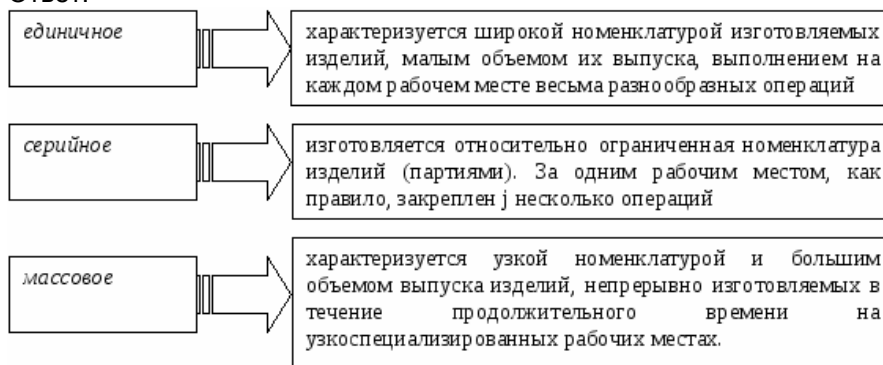 единичное
характеризуется широкой номенклатурой изготовляемых
изделий, малым объемом их выпуска, выполнением на
каждом рабочем месте весьма разнообразных операций
серийное
изготовляется относительно ограниченная номенклатура
изделий (партиями). За одним рабочим местом, как
правило, закреплен j несколько операций
массовое
характеризуется узкой номенклатурой и большим
объемом выпуска изделий, непрерывно изготовляемых в
течение продолжительного времени на
узкоспециализированных рабочих местах.